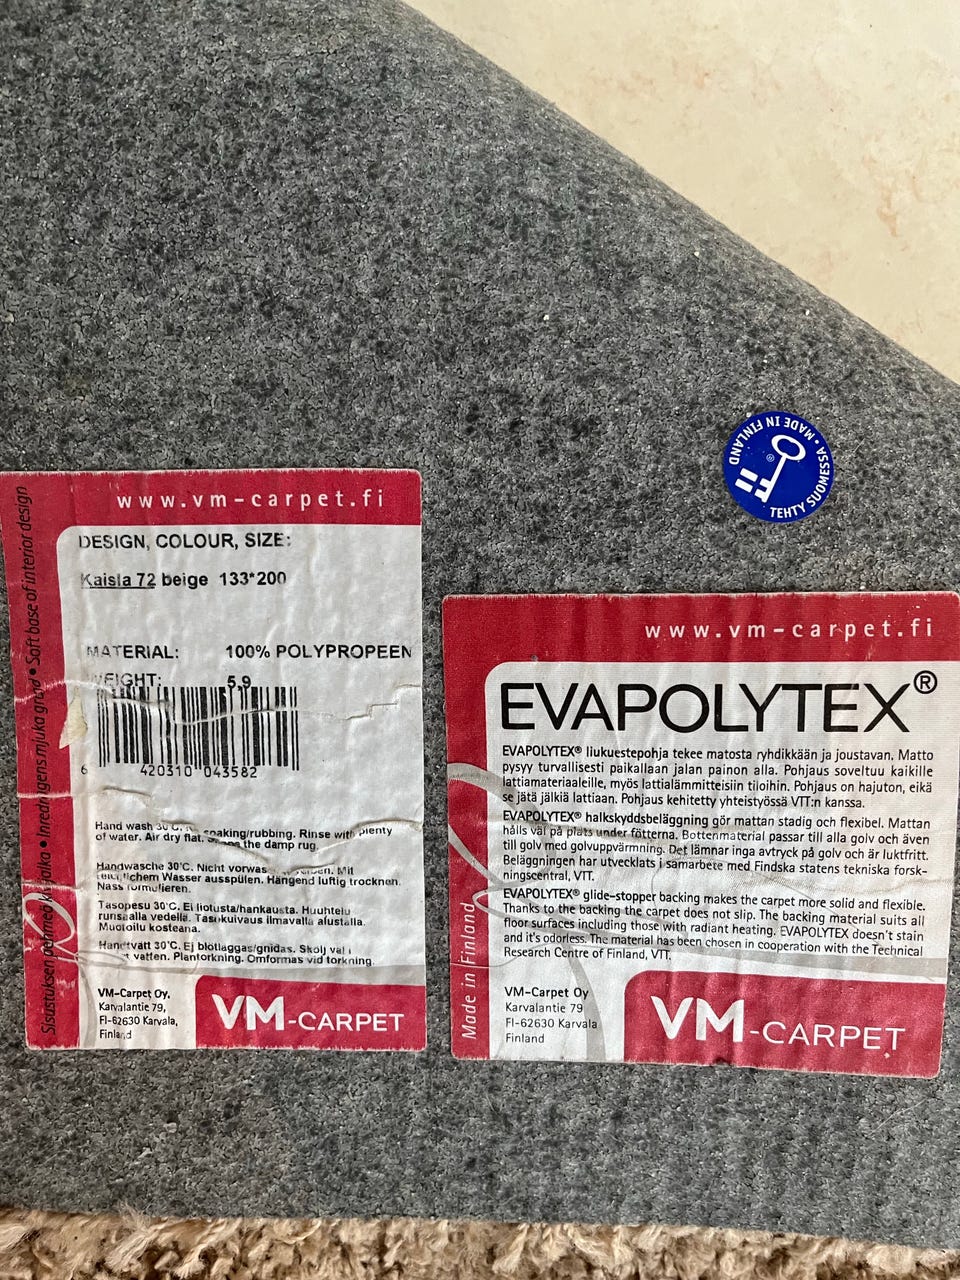 www.vm-carpet.fi
DESIGN, COLOUR, SIZE:
Kaisla 72 beige 133*200
MATERIAL: 100% POLYPROPEEN
WEIGHT: 5.9
6 420310 043582
Hand wash 30°C. soaking/rubbing. Rinse with plenty
of water. Air dry flat. the damp rug.
Handwäsche 30°C. Nicht Mit
lichem Wasser ausspülen. Hängend luftig trocknen.
Nass formulieren.
Täsopesu 30°C. Ei liotusta/hankausta. Huuhtelu
runsaalla vedellä. Tasokuivaus ilmavalla alustalla.
Muotoilu kosteana.
Handtvätt 30°C. Ej blötläggas/gnidas. Skölj
vatten. Plantorkning. Omformas vid torkning.
VM-Carpet Oy,
Karvalantie 79,
FI-62630 Karvala,
Finland
VM-CARPET
Sisustuksen pehmeä jalka • Inredningens mjuka grund • Soft base of interior design
MADE IN FINLAND • TEHTY SUOMESSA
www.vm-carpet.fi
EVAPOLYTEX®
EVAPOLYTEX® liukuestepohja tekee matosta ryhdikkään ja joustavan. Matto
pysyy turvallisesti paikallaan jalan painon alla. Pohjaus soveltuu kaikille
lattiamateriaaleille, myös lattialämmitteisiin tiloihin. Pohjaus on hajuton, eikä
se jätä jälkiä lattiaan. Pohjaus kehitetty yhteistyössä VTT:n kanssa.
EVAPOLYTEX® halkskyddsbeläggning gör mattan stadig och flexibel. Mattan
hålls väl på plats under fötterna. Bottenmaterial passar till alla golv och även
till golv med golvuppvärmning. Det lämnar inga avtryck på golv och är luktfritt.
Beläggningen har utvecklats i samarbete med Findska statens tekniska forsk-
ningscentral, VTT.
EVAPOLYTEX® glide-stopper backing makes the carpet more solid and flexible.
Thanks to the backing the carpet does not slip. The backing material suits all
floor surfaces including those with radiant heating. EVAPOLYTEX doesn't stain
and it's odorless. The material has been chosen in cooperation with the Technical
Research Centre of Finland, VTT.
VM-Carpet Oy
Karvalantie 79
FI-62630 Karvala
Finland
VM-CARPET
Made in Finland